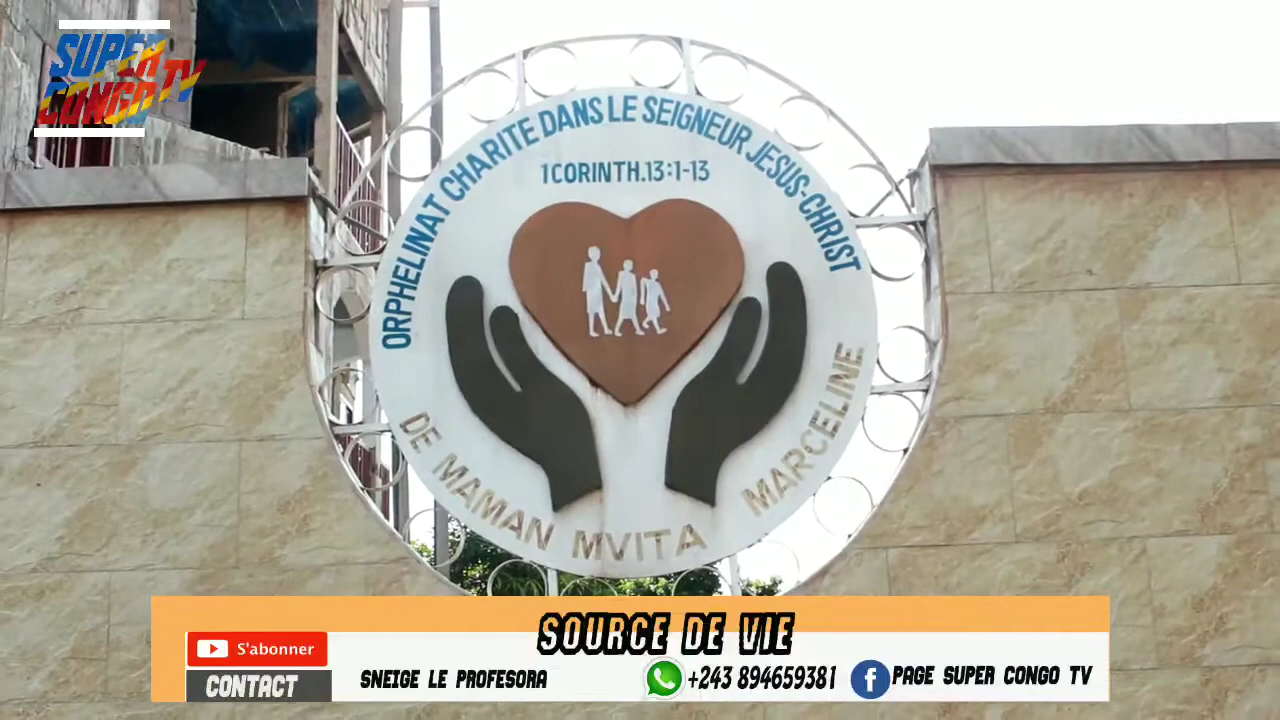 SUPER
CONGO TV
ORPHELINAT CHARITE DANS LE SEIGNEUR JESUS-CHRIST
1CORINTH.13:1-13
DE MAMAN MVITA MARCELINE
SOURCE DE VIE
S'abonner
CONTACT
SNEIGE LE PROFESORA
+243 894659381
PAGE SUPER CONGO TV